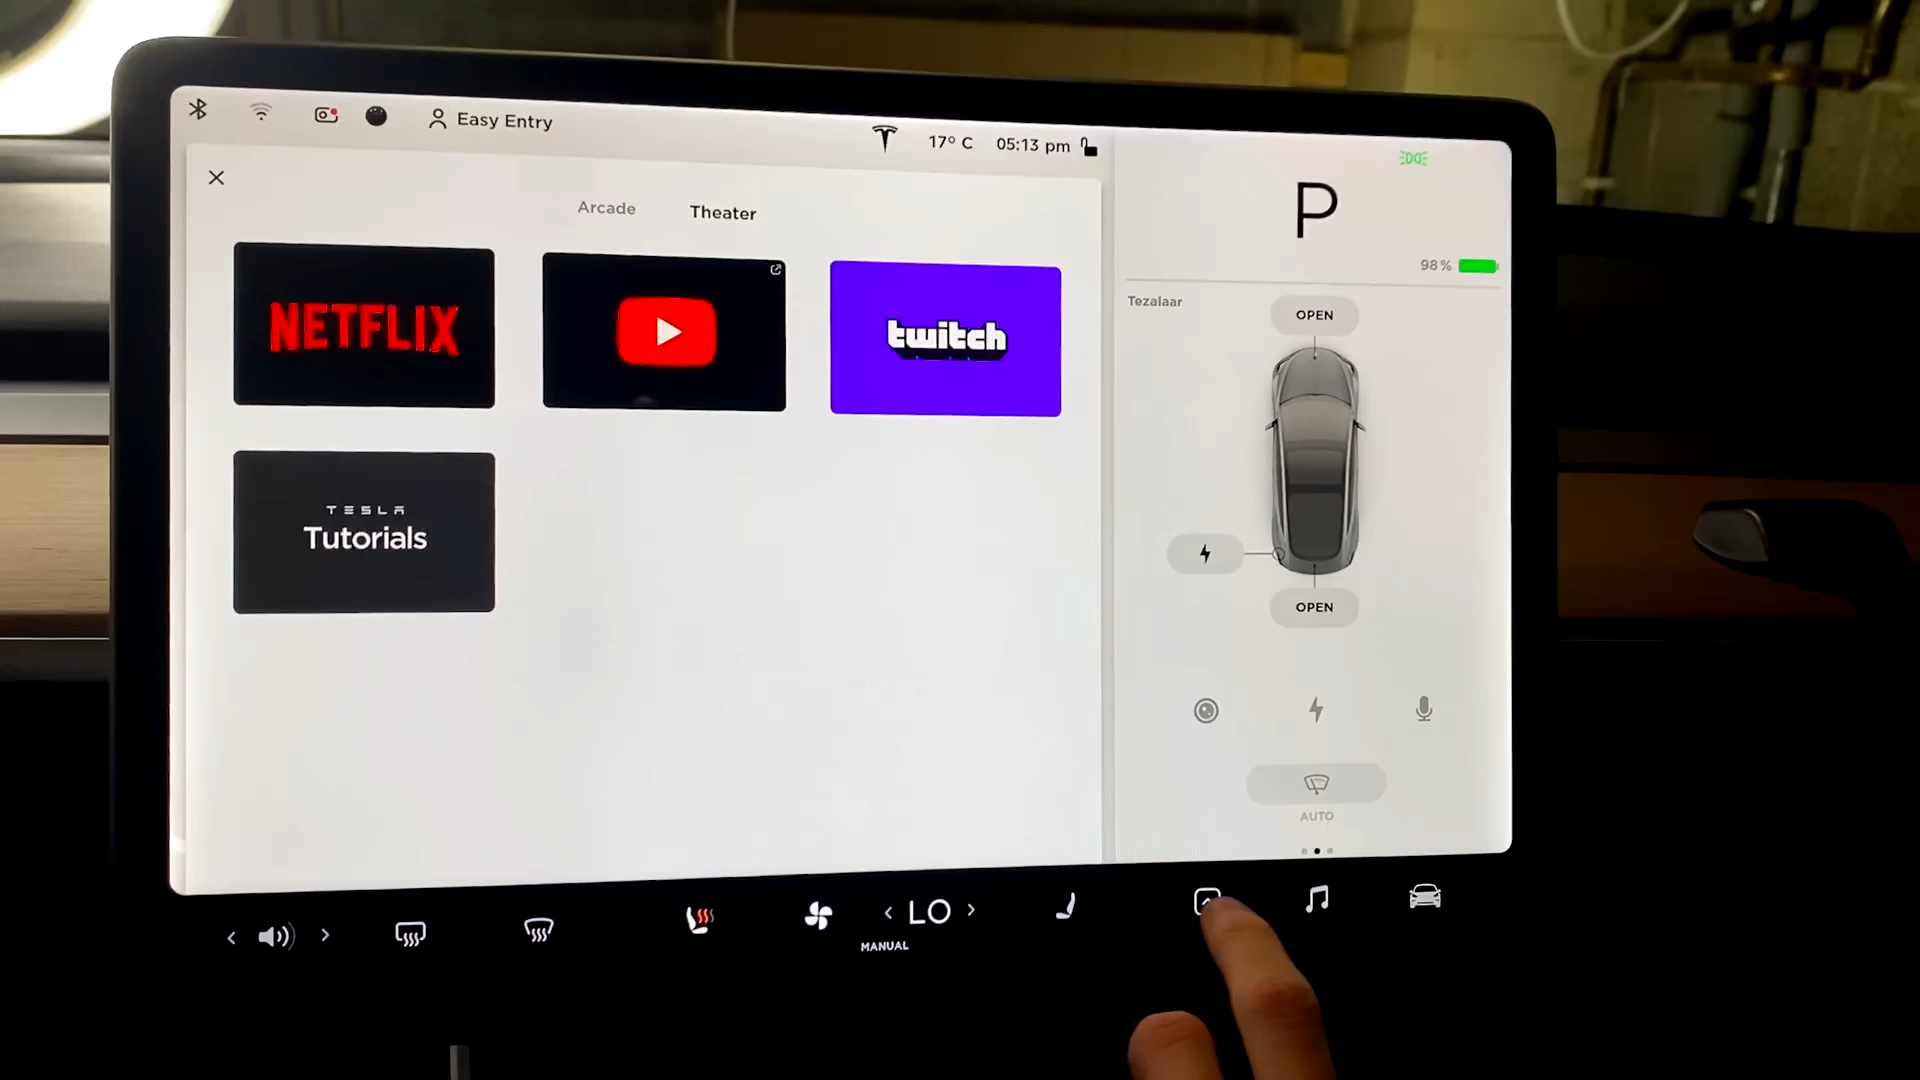 Easy Entry
17° C
05:13 pm
Arcade
Theater
NETFLIX
twitch
TESLA
Tutorials
P
98%
Tezalaar
OPEN
OPEN
AUTO
LO
MANUAL